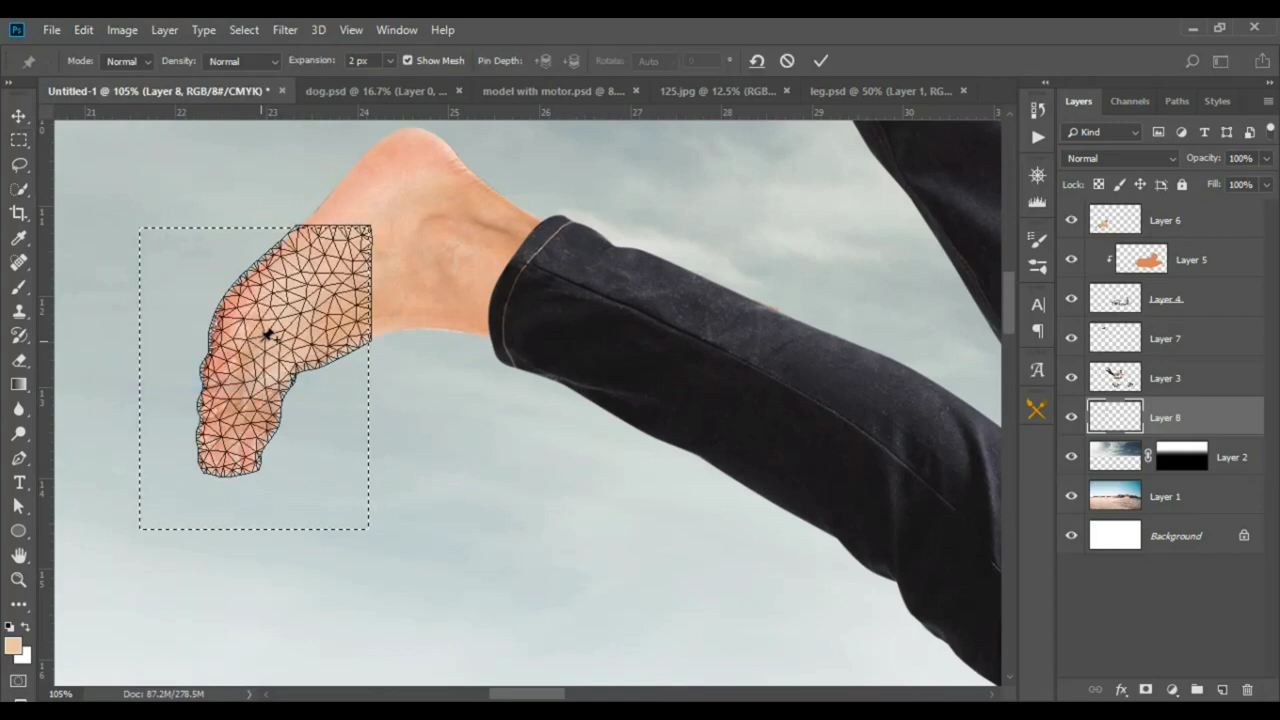 Ps File Edit Image Layer Type Select Filter 3D View Window Help
Mode: Normal Density: Normal Expansion: 2 px Show Mesh Pin Depth: Rotate: Auto 0 °
Untitled-1 @ 105% (Layer 8, RGB/8#/CMYK) * dog.psd @ 16.7% (Layer 0, ... model with motor.psd @ 8.... 125.jpg @ 12.5% (RGB... leg.psd @ 50% (Layer 1, RG...
Layers Channels Paths Styles
21 22 23 24 25 26 27 28 29 30 3
Kind
Normal Opacity: 100%
Lock: Fill: 100%
Layer 6
Layer 5
Layer 4
Layer 7
Layer 3
Layer 8
Layer 2
Layer 1
Background
105% Doc: 87.2M/278.5M